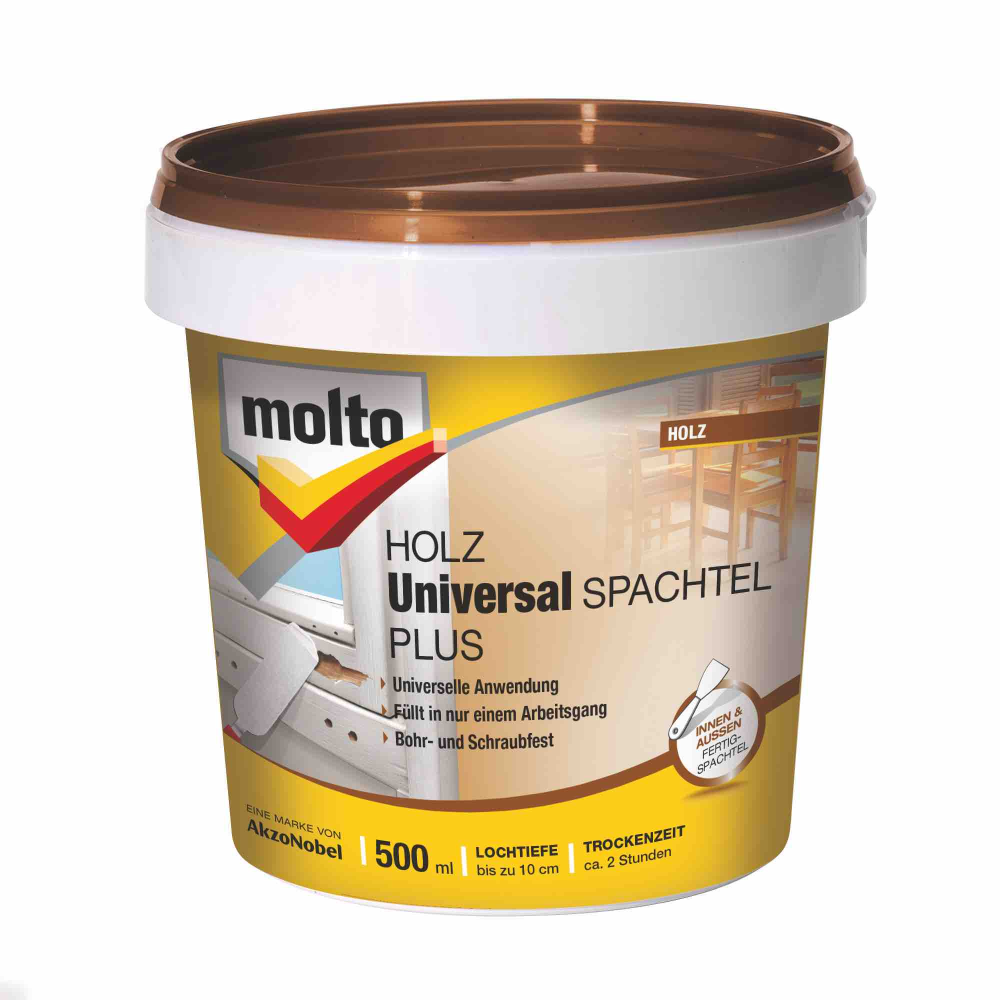 molto
HOLZ
HOLZ
Universal SPACHTEL
PLUS
Universelle Anwendung
Füllt in nur einem Arbeitsgang
Bohr- und Schraubfest
INNEN &
AUSSEN
FERTIG-
SPACHTEL
EINE MARKE VON
AkzoNobel
500 ml
LOCHTIEFE
bis zu 10 cm
TROCKENZEIT
ca. 2 Stunden